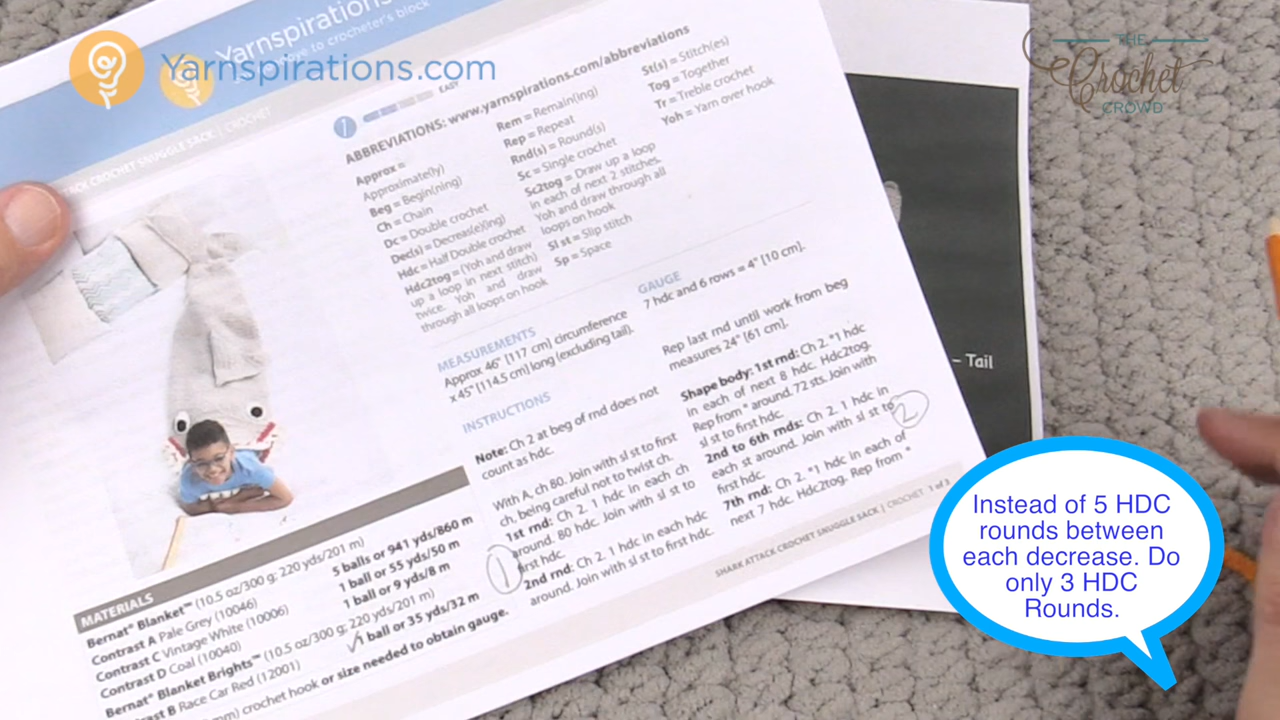 Yarnspirations
Yarnspirations.com
THE
Crochet
CROWD
CROCHET SNUGGLE SACK | CROCHET
1
EASY
ABBREVIATIONS: www.yarnspirations.com/abbreviations
Approx =
Approximate(ly)
Beg = Begin(ning)
Ch = Chain
Dc = Double crochet
Dec(s) = Decreas(e)(ing)
Hdc = Half Double crochet
Hdc2tog = (Yoh and draw
up a loop in next stitch)
twice. Yoh and draw
through all loops on hook
Rem = Remain(ing)
Rep = Repeat
Rnd(s) = Round(s)
Sc = Single crochet
Sc2tog = Draw up a loop
in each of next 2 stitches.
Yoh and draw through all
loops on hook
Sl st = Slip stitch
Sp = Space
St(s) = Stitch(es)
Tog = Together
Tr = Treble crochet
Yoh = Yarn over hook
MEASUREMENTS
Approx 46" [117 cm] circumference
x 45" [114.5 cm] long (excluding tail).
GAUGE
7 hdc and 6 rows = 4" [10 cm].
INSTRUCTIONS
Note: Ch 2 at beg of rnd does not
count as hdc.
With A, ch 80. Join with sl st to first
ch, being careful not to twist ch.
1st rnd: Ch 2. 1 hdc in each ch
around. 80 hdc. Join with sl st to
first hdc.
2nd rnd: Ch 2. 1 hdc in each hdc
around. Join with sl st to first hdc.
1
Rep last rnd until work from beg
measures 24" [61 cm].
Shape body: 1st rnd: Ch 2. *1 hdc
in each of next 8 hdc. Hdc2tog.
Rep from * around. 72 sts. Join with
sl st to first hdc.
2nd to 6th rnds: Ch 2. 1 hdc in
each st around. Join with sl st to
first hdc.
2
7th rnd: Ch 2. *1 hdc in each of
next 7 hdc. Hdc2tog. Rep from *
MATERIALS
Bernat® Blanket™ (10.5 oz/300 g; 220 yds/201 m)
Contrast A Pale Grey (10046) 5 balls or 941 yds/860 m
Contrast C Vintage White (10006) 1 ball or 55 yds/50 m
Contrast D Coal (10040) 1 ball or 9 yds/8 m
Bernat® Blanket Brights™ (10.5 oz/300 g; 220 yds/201 m)
Contrast B Race Car Red (12001) 1 ball or 35 yds/32 m
mm) crochet hook or size needed to obtain gauge.
SHARK ATTACK CROCHET SNUGGLE SACK | CROCHET 1 of 3
– Tail
Instead of 5 HDC
rounds between
each decrease. Do
only 3 HDC
Rounds.